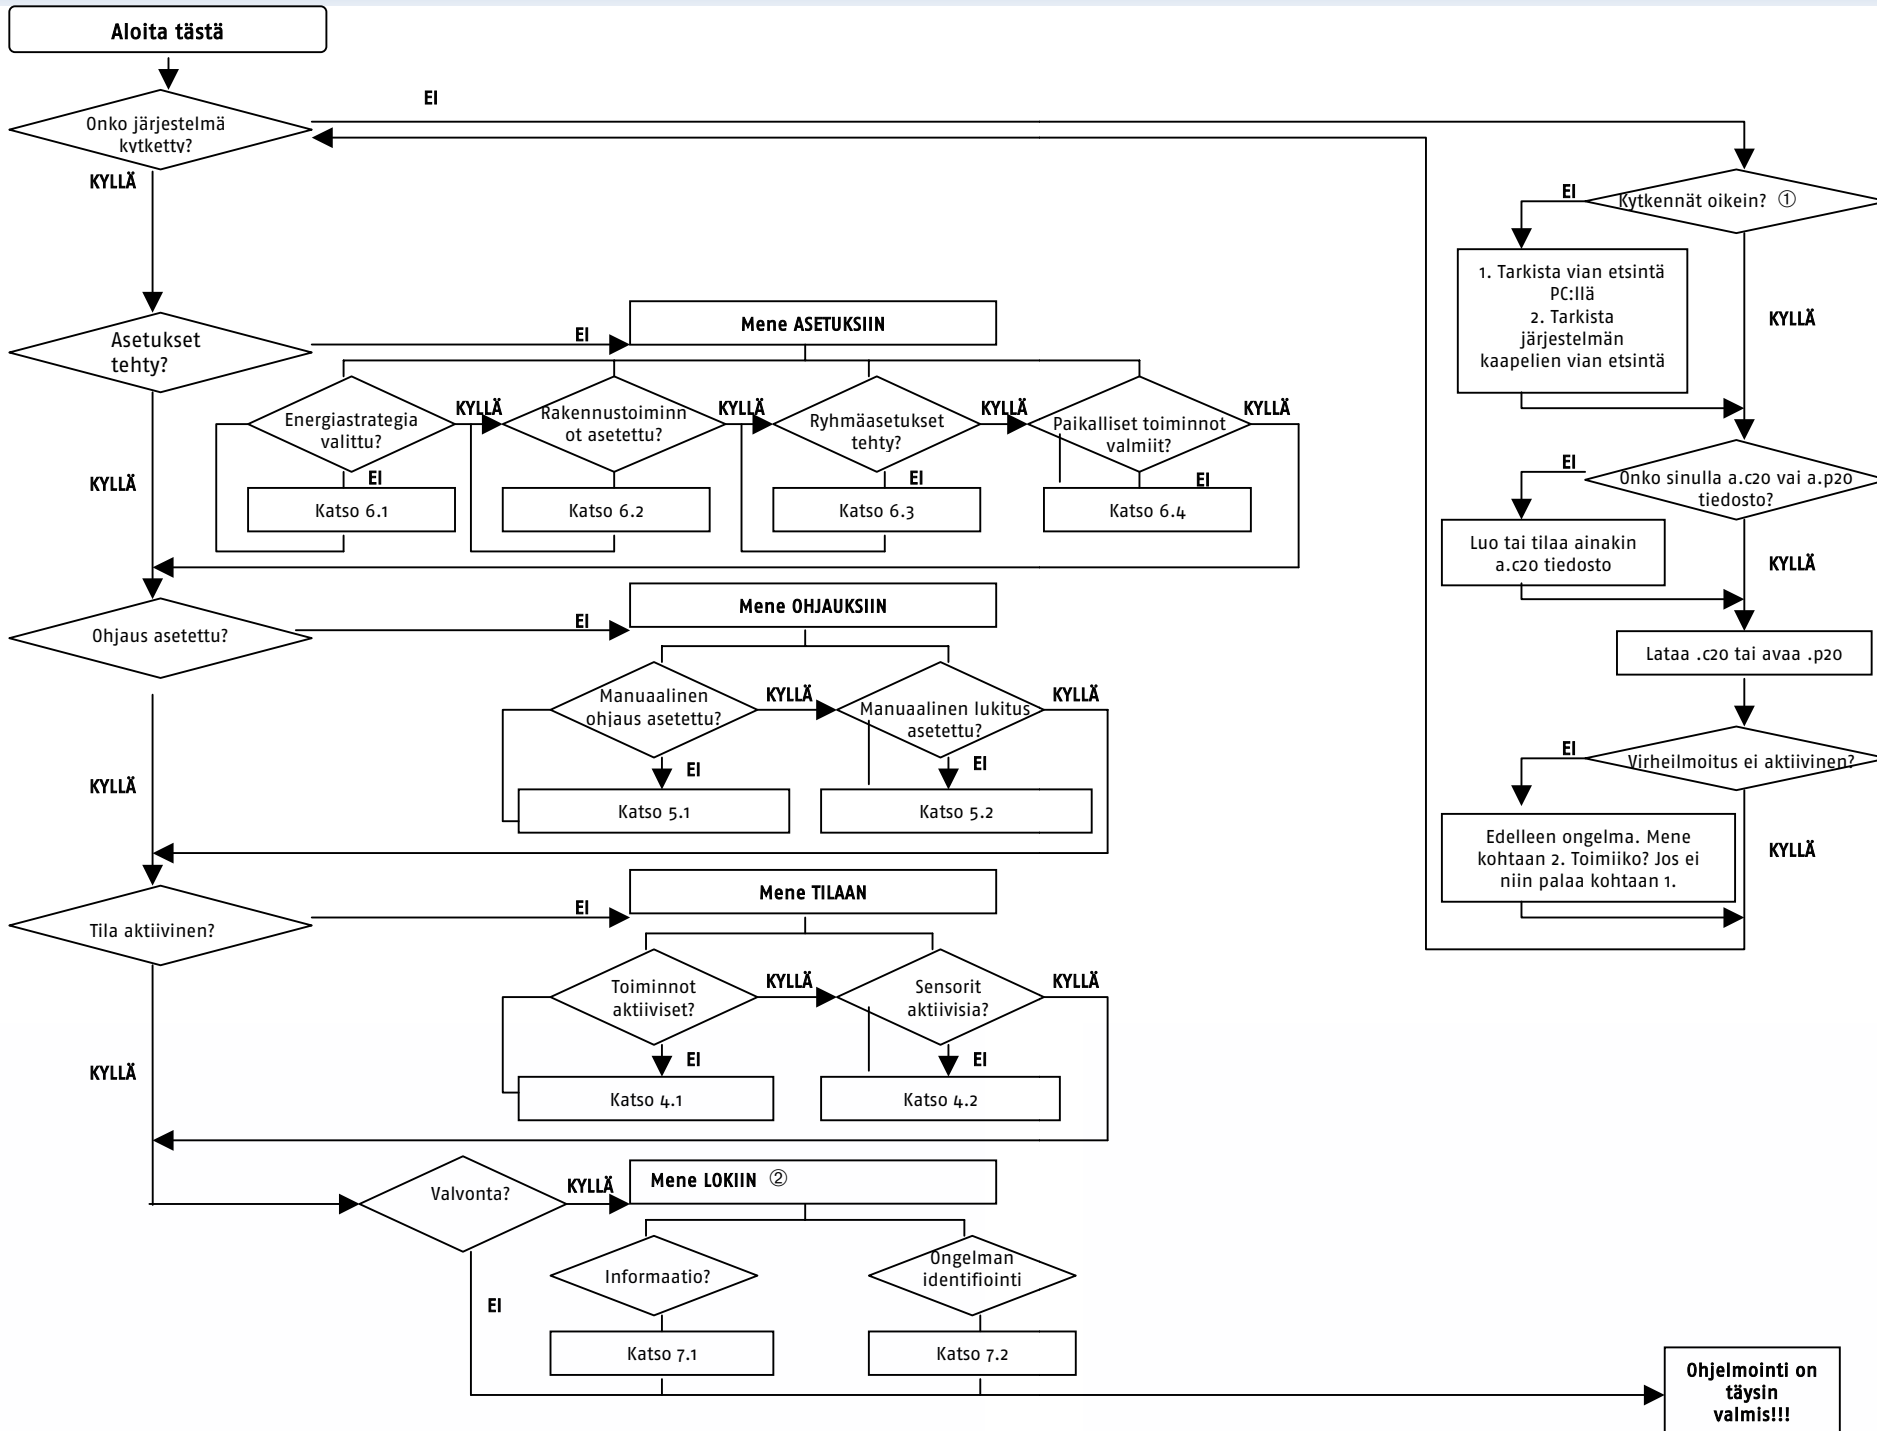 Aloita tästä
EI
Onko järjestelmä
kytketty?
KYLLÄ
EI
Kytkennät oikein? ①
1. Tarkista vian etsintä
PC:llä
2. Tarkista
järjestelmän
kaapelien vian etsintä
KYLLÄ
Asetukset
tehty?
EI
Mene ASETUKSIIN
Energiastrategia
valittu?
KYLLÄ
Rakennustoiminn
ot asetettu?
KYLLÄ
Ryhmäasetukset
tehty?
KYLLÄ
Paikalliset toiminnot
valmiit?
KYLLÄ
EI
EI
EI
Katso 6.1
Katso 6.2
Katso 6.3
Katso 6.4
KYLLÄ
EI
Onko sinulla a.c20 vai a.p20
tiedosto?
Luo tai tilaa ainakin
a.c20 tiedosto
KYLLÄ
Ohjaus asetettu?
EI
Mene OHJAUKSIIN
Lataa .c20 tai avaa .p20
Manuaalinen
ohjaus asetettu?
KYLLÄ
Manuaalinen lukitus
asetettu?
KYLLÄ
EI
EI
Katso 5.1
Katso 5.2
KYLLÄ
EI
Virheilmoitus ei aktiivinen?
Edelleen ongelma. Mene
kohtaan 2. Toimiiko? Jos ei
niin palaa kohtaan 1.
KYLLÄ
Tila aktiivinen?
EI
Mene TILAAN
Toiminnot
aktiiviset?
KYLLÄ
Sensorit
aktiivisia?
KYLLÄ
EI
EI
Katso 4.1
Katso 4.2
KYLLÄ
Valvonta?
KYLLÄ
Mene LOKIIN ②
Informaatio?
Ongelman
identifiointi
EI
Katso 7.1
Katso 7.2
Ohjelmointi on
täysin
valmis!!!